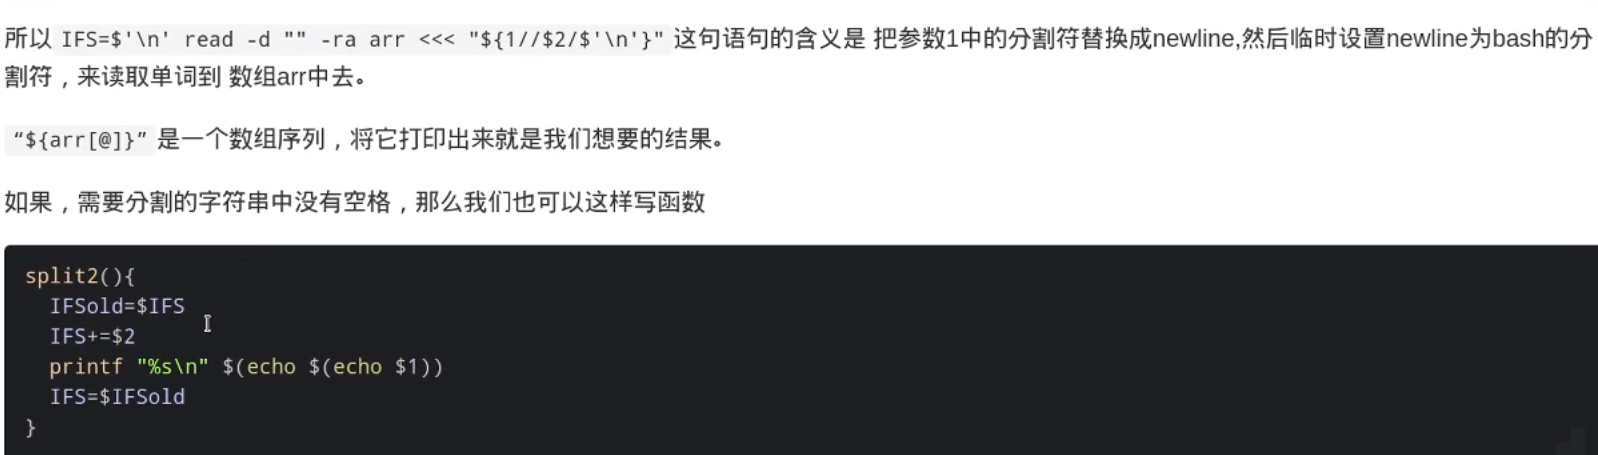 所以 IFS=$'\n' read -d "" -ra arr <<< "${1//$2/$'\n'}" 这句语句的含义是 把参数1中的分割符替换成newline,然后临时设置newline为bash的分
割符，来读取单词到 数组arr中去。
“${arr[@]}” 是一个数组序列，将它打印出来就是我们想要的结果。
如果，需要分割的字符串中没有空格，那么我们也可以这样写函数
split2(){
  IFSold=$IFS
  IFS+=$2
  printf "%s\n" $(echo $(echo $1))
  IFS=$IFSold
}